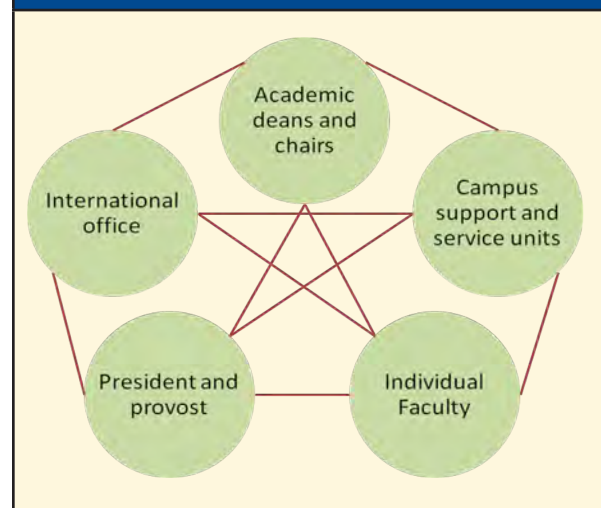 Academic
deans and
chairs
International
office
Campus
support and
service units
President and
provost
Individual
Faculty